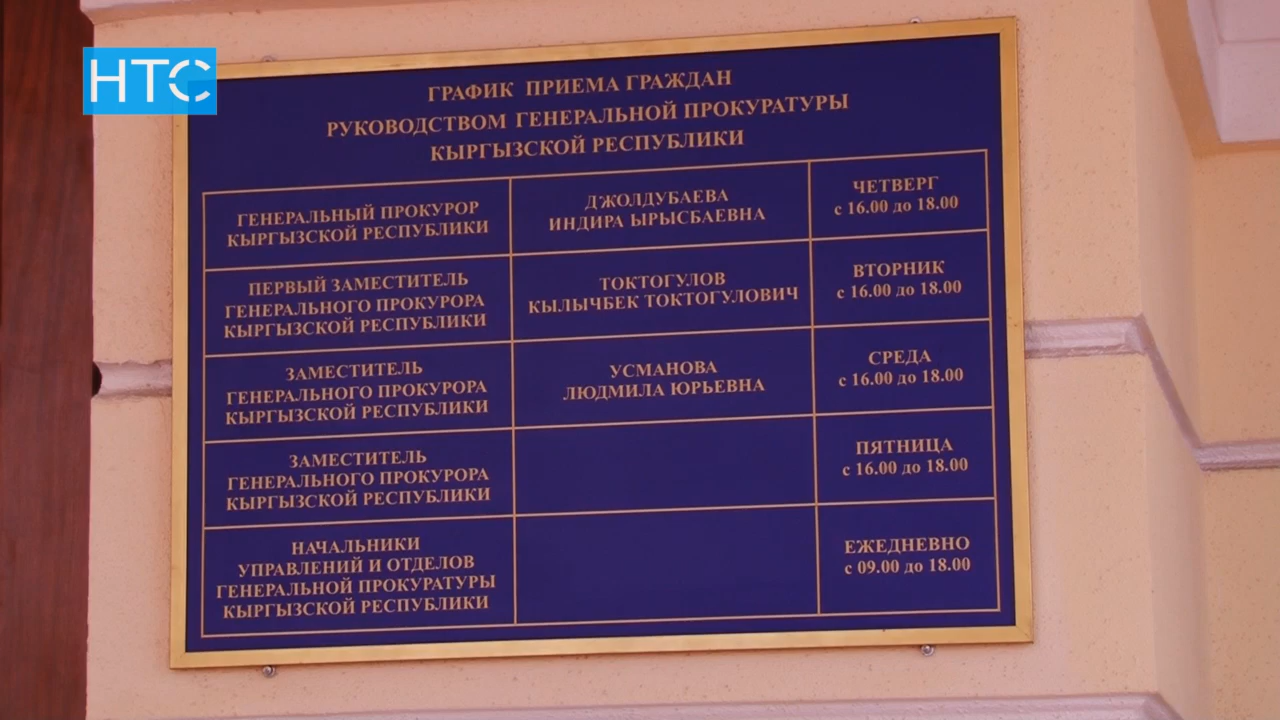 НТС
ГРАФИК ПРИЕМА ГРАЖДАН
РУКОВОДСТВОМ ГЕНЕРАЛЬНОЙ ПРОКУРАТУРЫ
КЫРГЫЗСКОЙ РЕСПУБЛИКИ
ГЕНЕРАЛЬНЫЙ ПРОКУРОР
КЫРГЫЗСКОЙ РЕСПУБЛИКИ
ДЖОЛДУБАЕВА
ИНДИРА ЫРЫСБАЕВНА
ЧЕТВЕРГ
с 16.00 до 18.00
ПЕРВЫЙ ЗАМЕСТИТЕЛЬ
ГЕНЕРАЛЬНОГО ПРОКУРОРА
КЫРГЫЗСКОЙ РЕСПУБЛИКИ
ТОКТОГУЛОВ
КЫЛЫЧБЕК ТОКТОГУЛОВИЧ
ВТОРНИК
с 16.00 до 18.00
ЗАМЕСТИТЕЛЬ
ГЕНЕРАЛЬНОГО ПРОКУРОРА
КЫРГЫЗСКОЙ РЕСПУБЛИКИ
УСМАНОВА
ЛЮДМИЛА ЮРЬЕВНА
СРЕДА
с 16.00 до 18.00
ЗАМЕСТИТЕЛЬ
ГЕНЕРАЛЬНОГО ПРОКУРОРА
КЫРГЫЗСКОЙ РЕСПУБЛИКИ
ПЯТНИЦА
с 16.00 до 18.00
НАЧАЛЬНИКИ
УПРАВЛЕНИЙ И ОТДЕЛОВ
ГЕНЕРАЛЬНОЙ ПРОКУРАТУРЫ
КЫРГЫЗСКОЙ РЕСПУБЛИКИ
ЕЖЕДНЕВНО
с 09.00 до 18.00